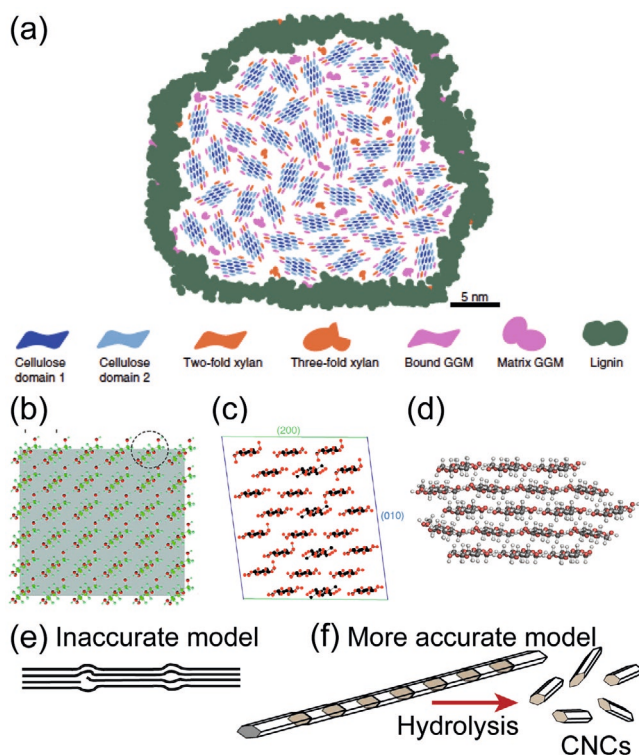 (a)
5 nm
Cellulose
domain 1
Cellulose
domain 2
Two-fold xylan
Three-fold xylan
Bound GGM
Matrix GGM
Lignin
(b)
(c)
(d)
(200)
(010)
(e) Inaccurate model
(f) More accurate model
Hydrolysis
CNCs